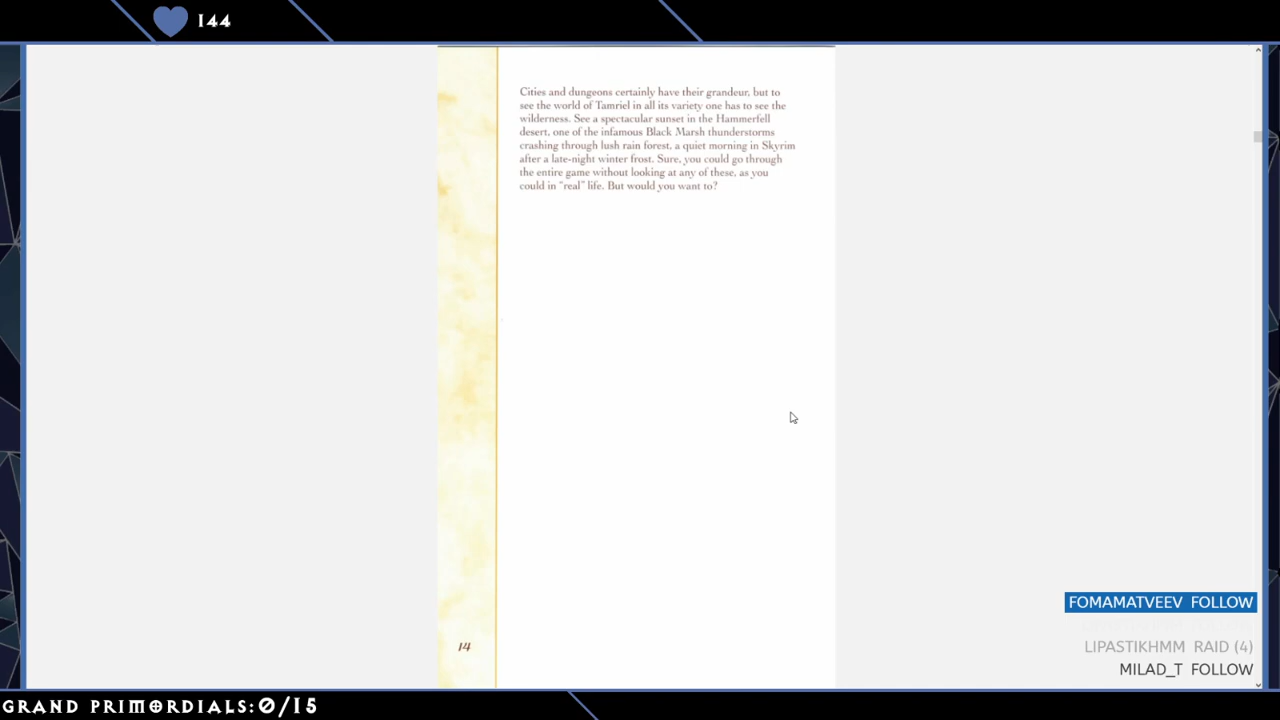 144
Cities and dungeons certainly have their grandeur, but to
see the world of Tamriel in all its variety one has to see the
wilderness. See a spectacular sunset in the Hammerfell
desert, one of the infamous Black Marsh thunderstorms
crashing through lush rain forest, a quiet morning in Skyrim
after a late-night winter frost. Sure, you could go through
the entire game without looking at any of these, as you
could in "real" life. But would you want to?
14
FOMAMATVEEV FOLLOW
LIPASTIKHMM RAID (4)
MILAD_T FOLLOW
GRAND PRIMORDIALS:0/15